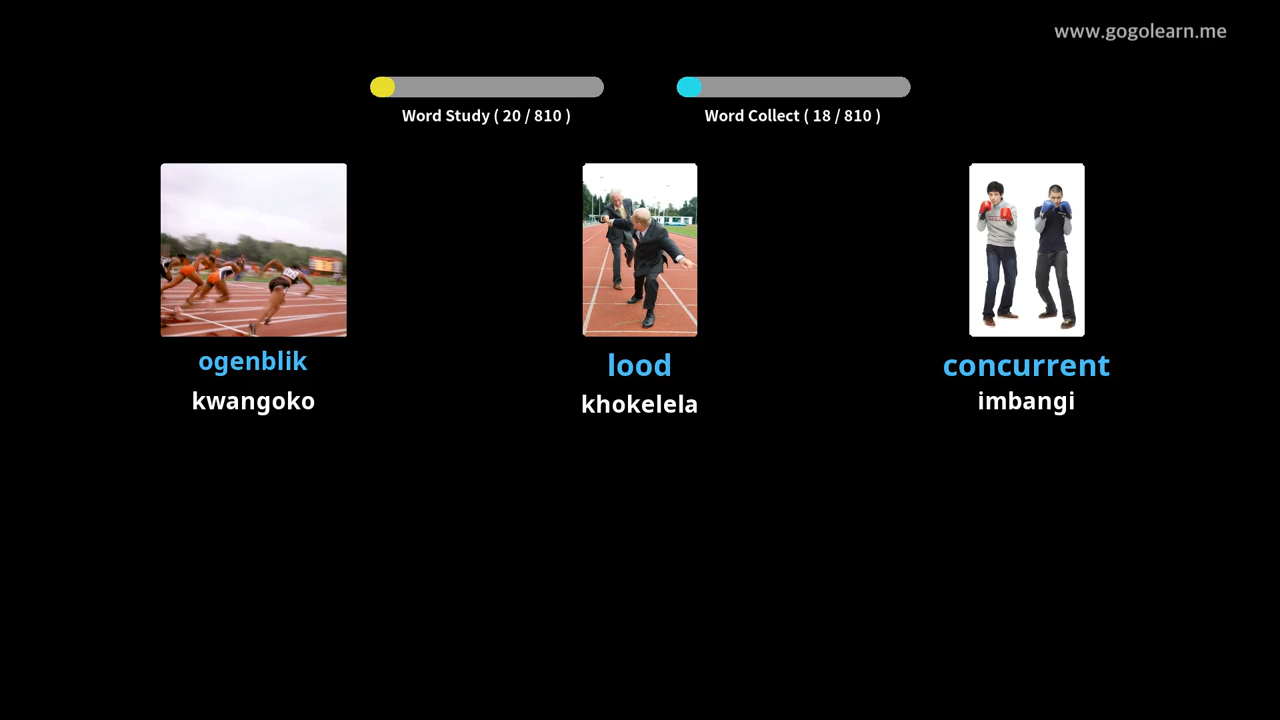 www.gogolearn.me
Word Study ( 20 / 810 )
Word Collect ( 18 / 810 )
ogenblik
lood
concurrent
kwangoko
khokelela
imbangi